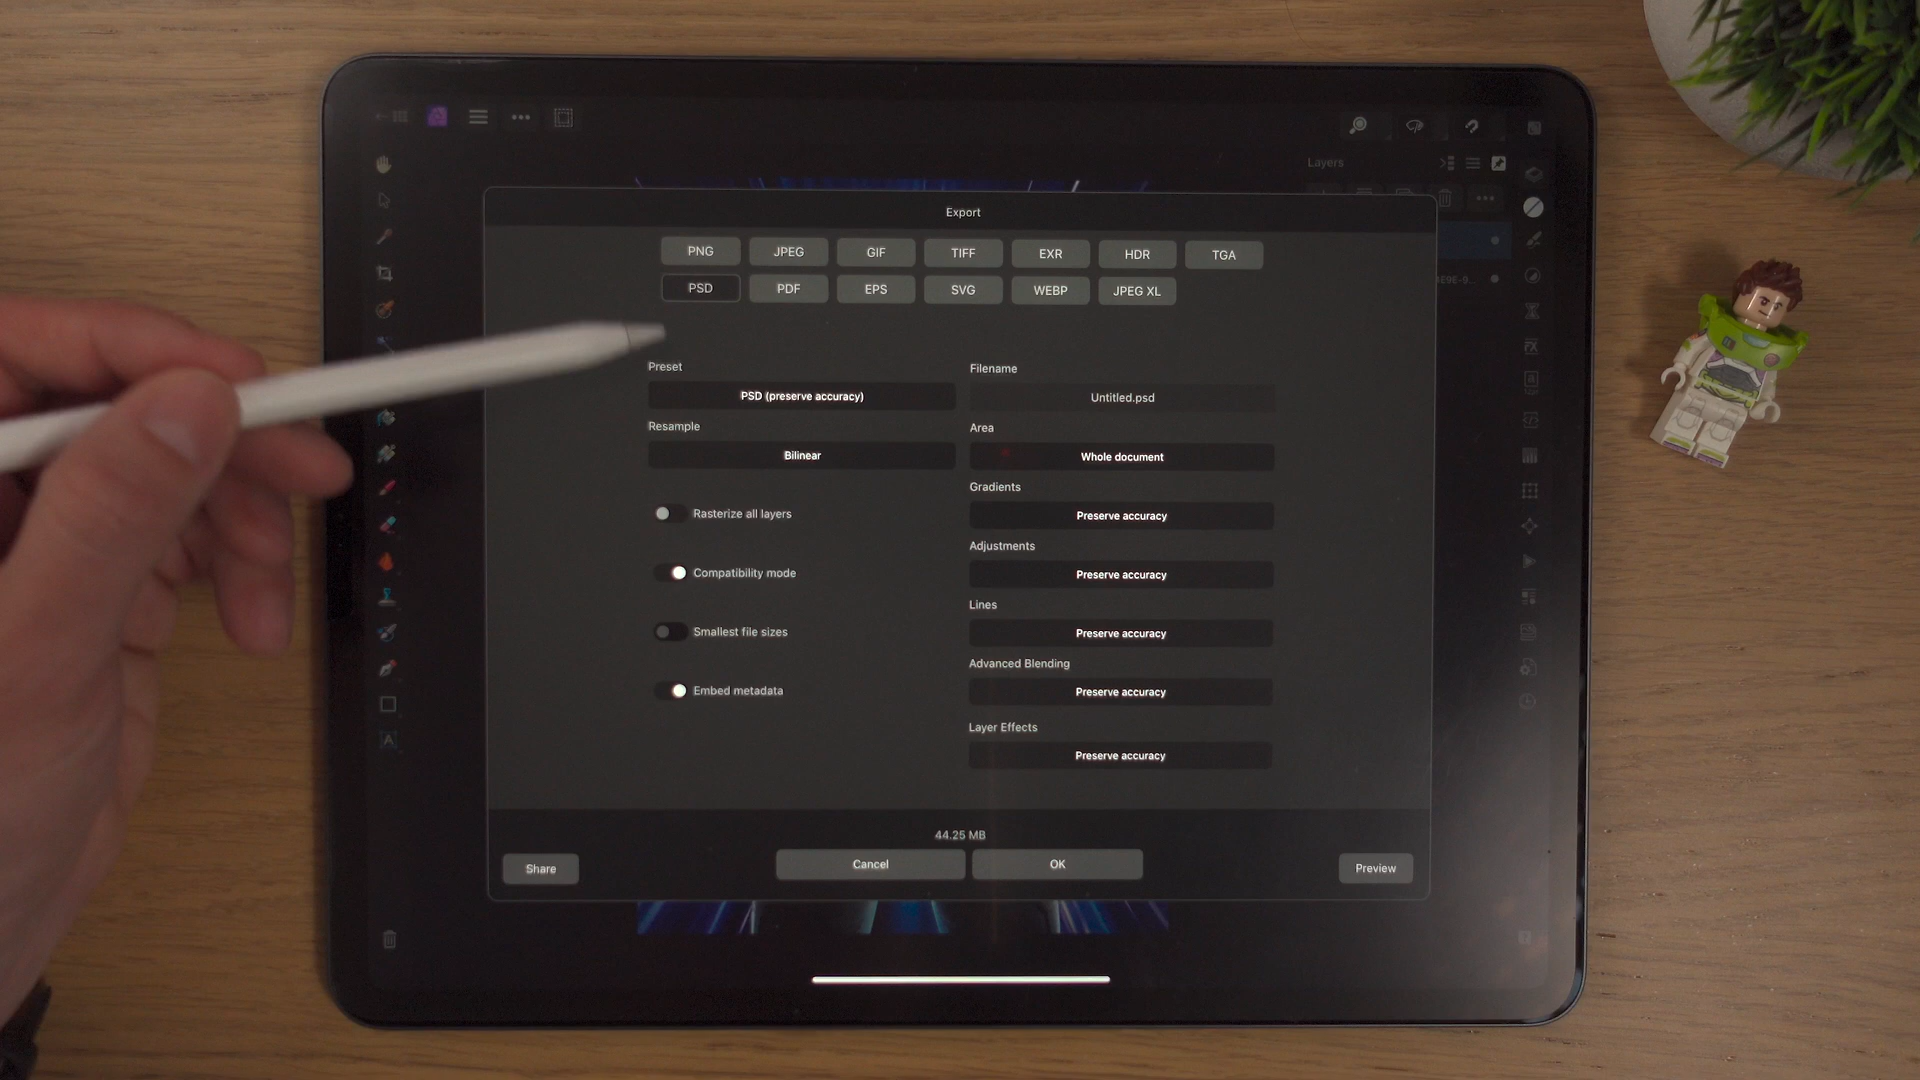 Layers
Export
PNG
JPEG
GIF
TIFF
EXR
HDR
TGA
PSD
PDF
EPS
SVG
WEBP
JPEG XL
Preset
PSD (preserve accuracy)
Filename
Untitled.psd
Resample
Bilinear
Area
Whole document
Gradients
Preserve accuracy
Rasterize all layers
Adjustments
Preserve accuracy
Compatibility mode
Lines
Preserve accuracy
Smallest file sizes
Advanced Blending
Preserve accuracy
Embed metadata
Layer Effects
Preserve accuracy
44.25 MB
Share
Cancel
OK
Preview